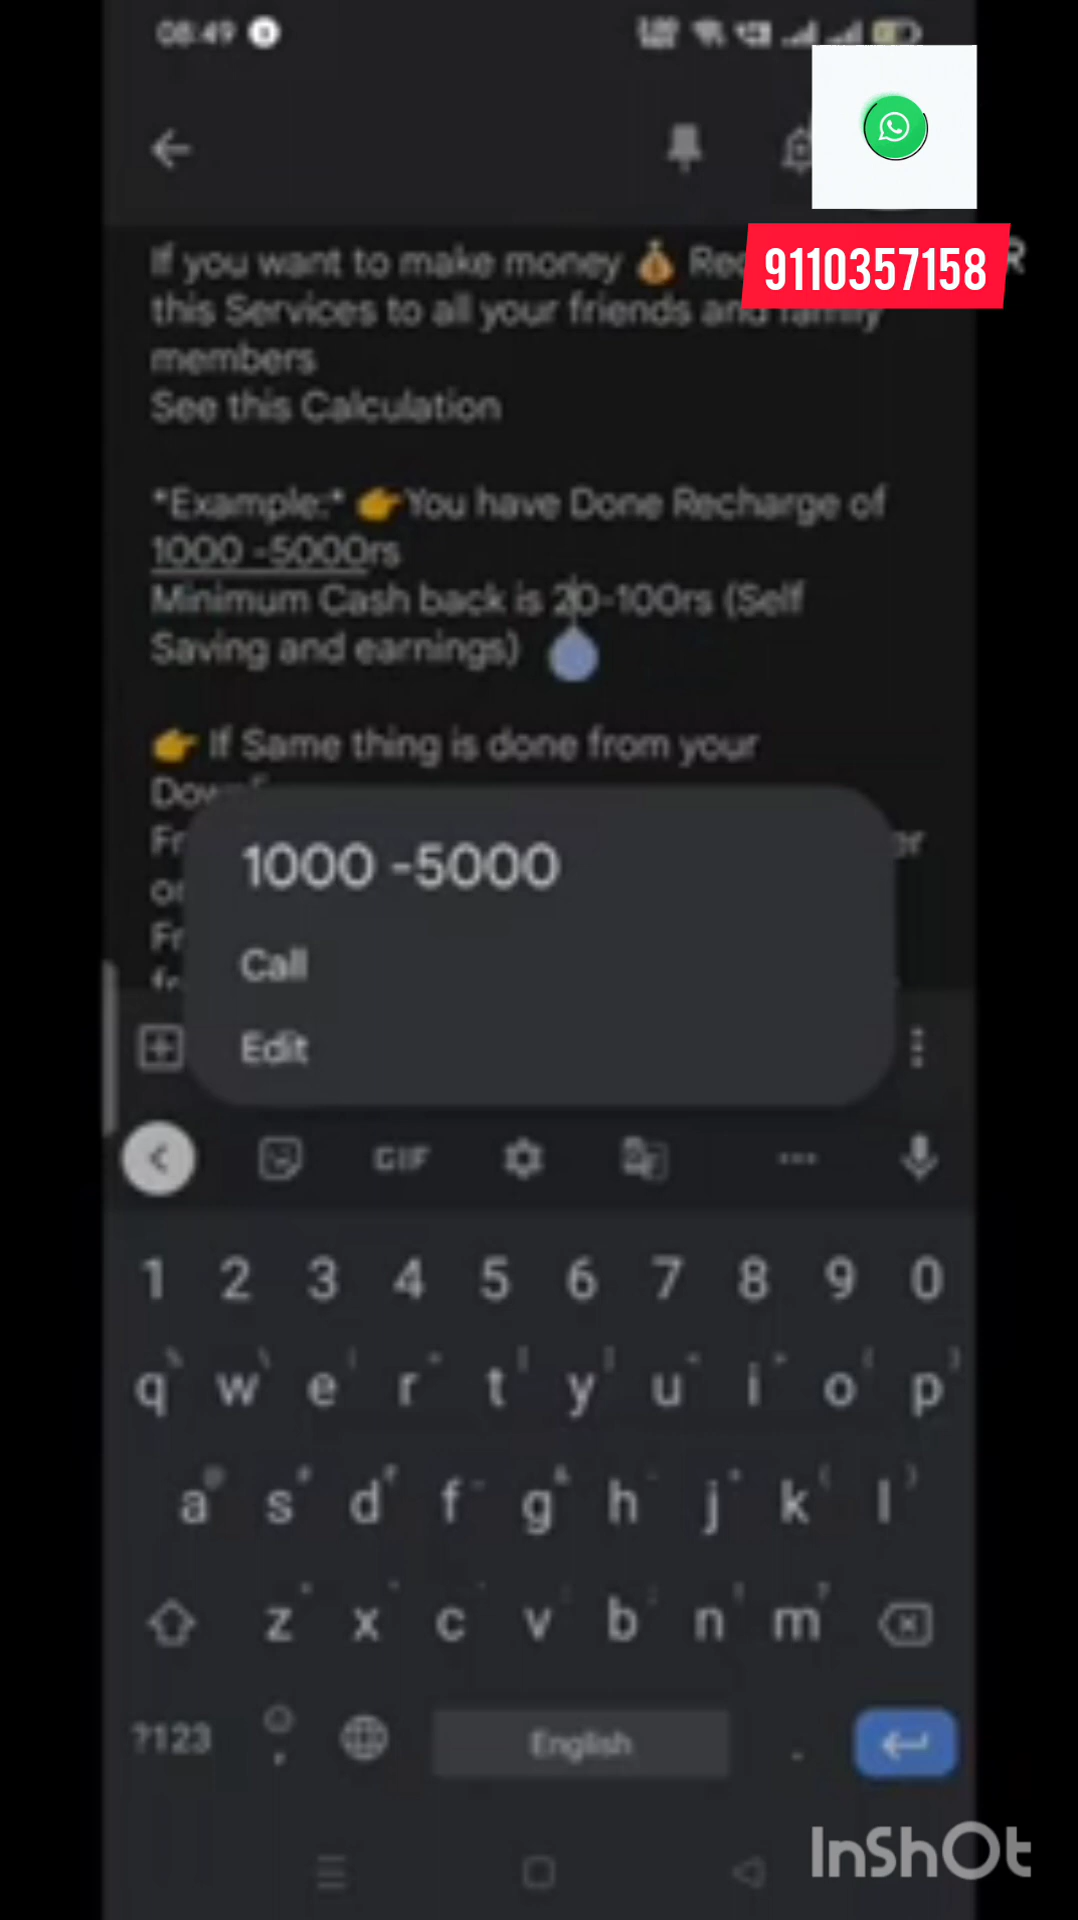 08:49
If you want to make money 💰
9110357158
this Services to all your friends and family
members
See this Calculation
*Example:* 👉You have Done Recharge of
1000 -5000rs
Minimum Cash back is 20-100rs (Self
Saving and earnings)
👉 If Same thing is done from your
1000 -5000
Call
Edit
GIF
1 2 3 4 5 6 7 8 9 0
q w e r t y u i o p
a s d f g h j k l
z x c v b n m
?123 , English .
InShOt